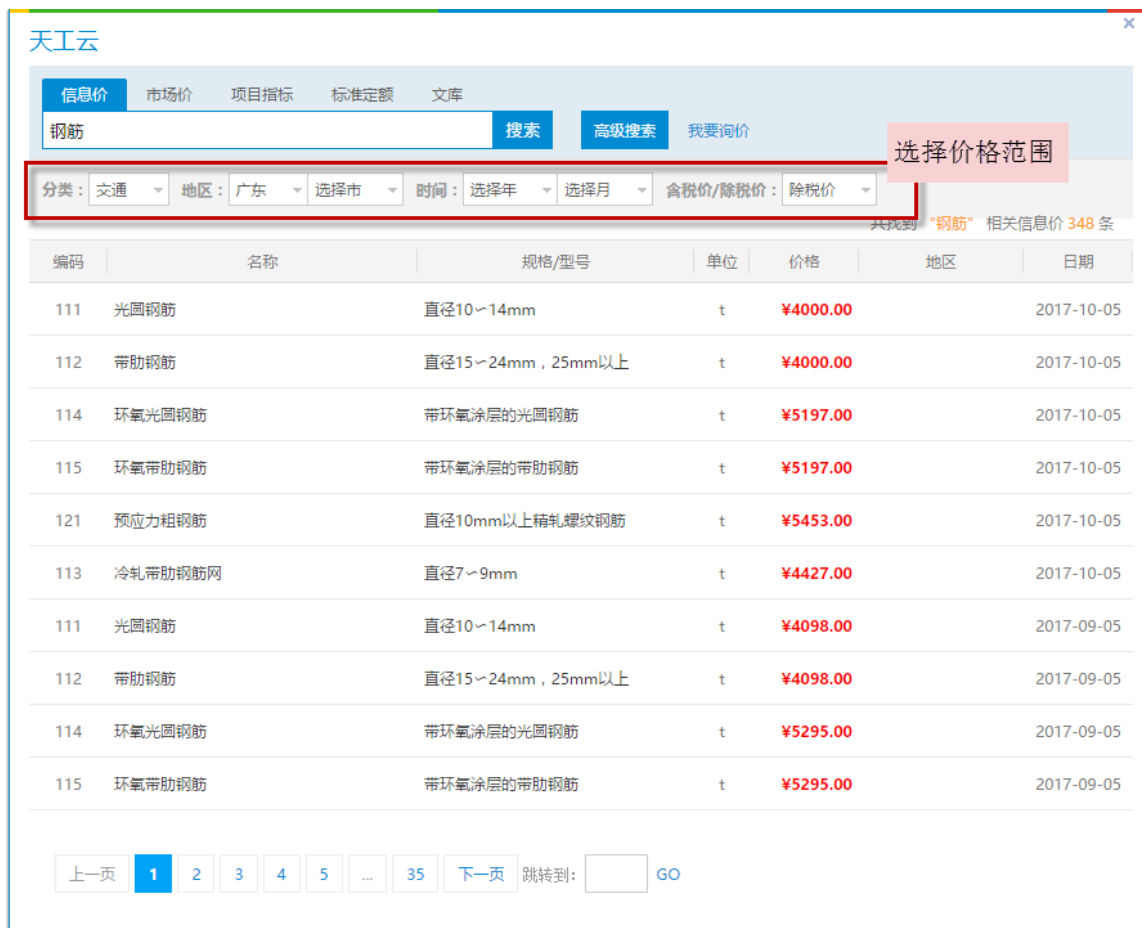 ×
天工云
信息价 市场价 项目指标 标准定额 文库
钢筋 搜索 高级搜索 我要询价
选择价格范围
分类： 交通 地区： 广东 选择市 时间： 选择年 选择月 含税价/除税价： 除税价
共找到 “钢筋” 相关信息价 348 条
编码 名称 规格/型号 单位 价格 地区 日期
111 光圆钢筋 直径10∽14mm t ¥4000.00 2017-10-05
112 带肋钢筋 直径15∽24mm，25mm以上 t ¥4000.00 2017-10-05
114 环氧光圆钢筋 带环氧涂层的光圆钢筋 t ¥5197.00 2017-10-05
115 环氧带肋钢筋 带环氧涂层的带肋钢筋 t ¥5197.00 2017-10-05
121 预应力粗钢筋 直径10mm以上精轧螺纹钢筋 t ¥5453.00 2017-10-05
113 冷轧带肋钢筋网 直径7∽9mm t ¥4427.00 2017-10-05
111 光圆钢筋 直径10∽14mm t ¥4098.00 2017-09-05
112 带肋钢筋 直径15∽24mm，25mm以上 t ¥4098.00 2017-09-05
114 环氧光圆钢筋 带环氧涂层的光圆钢筋 t ¥5295.00 2017-09-05
115 环氧带肋钢筋 带环氧涂层的带肋钢筋 t ¥5295.00 2017-09-05
上一页 1 2 3 4 5 ... 35 下一页 跳转到: GO